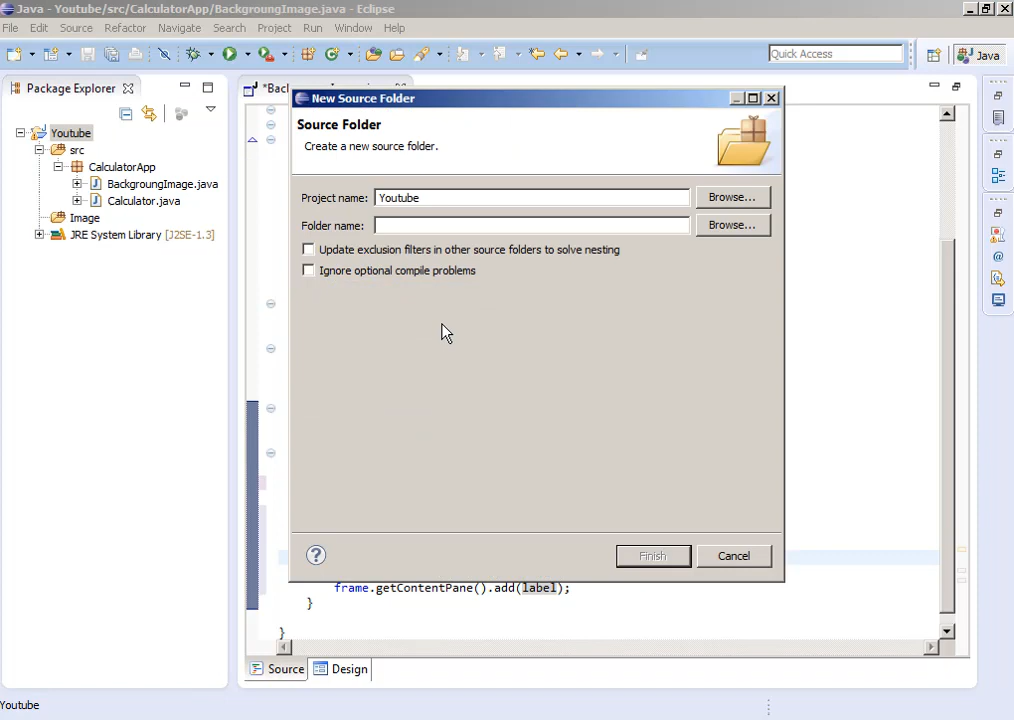 Java - Youtube/src/CalculatorApp/BackgroungImage.java - Eclipse
File Edit Source Refactor Navigate Search Project Run Window Help
Quick Access
Java
Package Explorer
*Bac
New Source Folder
Source Folder
Create a new source folder.
Youtube
src
CalculatorApp
BackgroungImage.java
Calculator.java
Image
JRE System Library [J2SE-1.3]
Project name: Youtube Browse...
Folder name: Browse...
Update exclusion filters in other source folders to solve nesting
Ignore optional compile problems
Finish Cancel
frame.getContentPane().add(label);
}
}
Source Design
Youtube